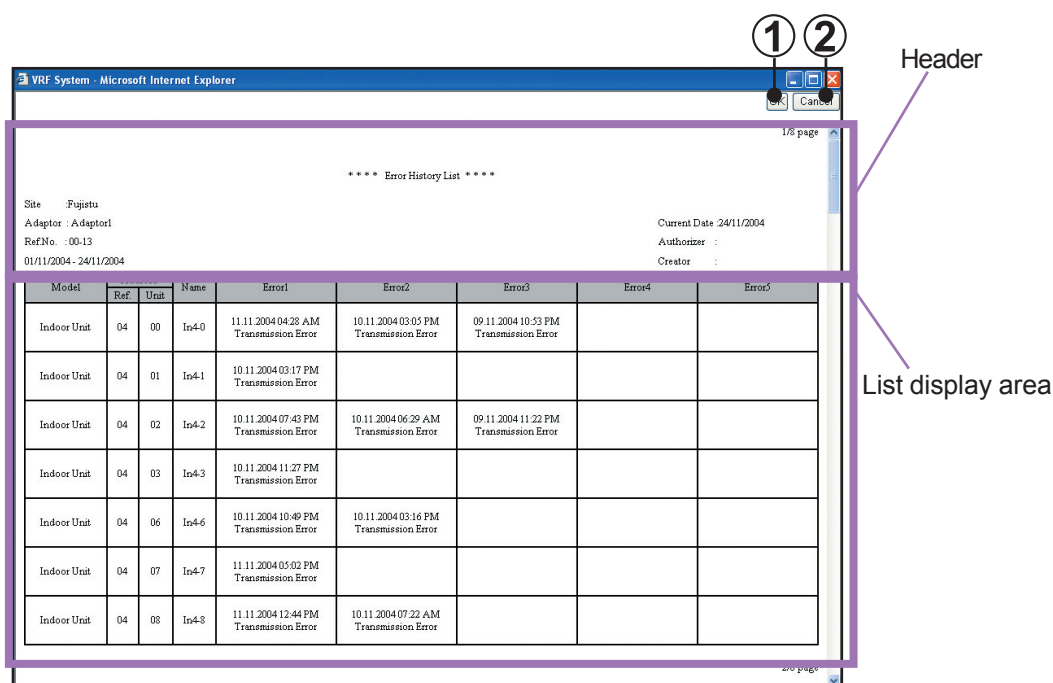 ① ②
Header
VRF System - Microsoft Internet Explorer
OK Cancel
1/8 page
* * * * Error History List * * * *
Site :Fujistu
Adaptor : Adaptor1 Current Date :24/11/2004
Ref.No. : 00-13 Authorizer :
01/11/2004 - 24/11/2004 Creator :
Model Name Error1 Error2 Error3 Error4 Error5
Ref. Unit
Indoor Unit 04 00 In4-0 11.11.2004 04:28 AM 10.11.2004 03:05 PM 09.11.2004 10:53 PM
Transmission Error Transmission Error Transmission Error
Indoor Unit 04 01 In4-1 10.11.2004 03:17 PM
Transmission Error
List display area
Indoor Unit 04 02 In4-2 10.11.2004 07:43 PM 10.11.2004 06:29 AM 09.11.2004 11:22 PM
Transmission Error Transmission Error Transmission Error
Indoor Unit 04 03 In4-3 10.11.2004 11:27 PM
Transmission Error
Indoor Unit 04 06 In4-6 10.11.2004 10:49 PM 10.11.2004 03:16 PM
Transmission Error Transmission Error
Indoor Unit 04 07 In4-7 11.11.2004 05:02 PM
Transmission Error
Indoor Unit 04 08 In4-8 11.11.2004 12:44 PM 10.11.2004 07:22 AM
Transmission Error Transmission Error
2/8 page